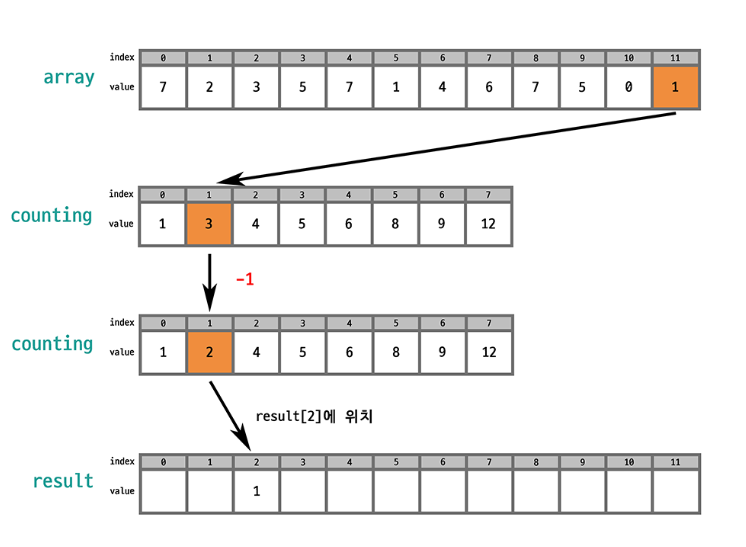 index 0 1 2 3 4 5 6 7 8 9 10 11
array
value 7 2 3 5 7 1 4 6 7 5 0 1
index 0 1 2 3 4 5 6 7
counting
value 1 3 4 5 6 8 9 12
-1
index 0 1 2 3 4 5 6 7
counting
value 1 2 4 5 6 8 9 12
result[2]에 위치
index 0 1 2 3 4 5 6 7 8 9 10 11
result
value 1